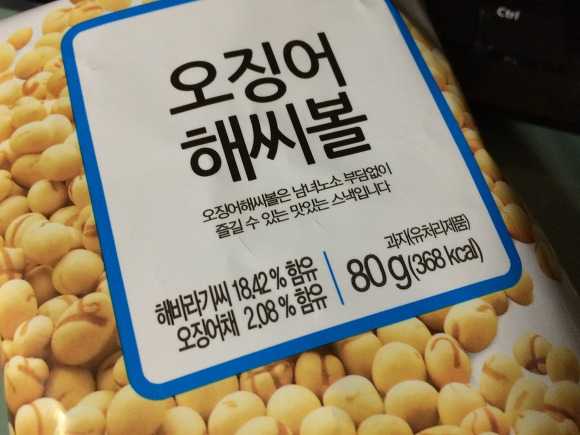 Ctrl
오징어
해씨볼
오징어해씨볼은 남녀노소 부담없이
즐길 수 있는 맛있는 스낵입니다
과자(유처리제품)
해바라기씨 18.42 % 함유
오징어채 2.08 % 함유
80 g(368 kcal)